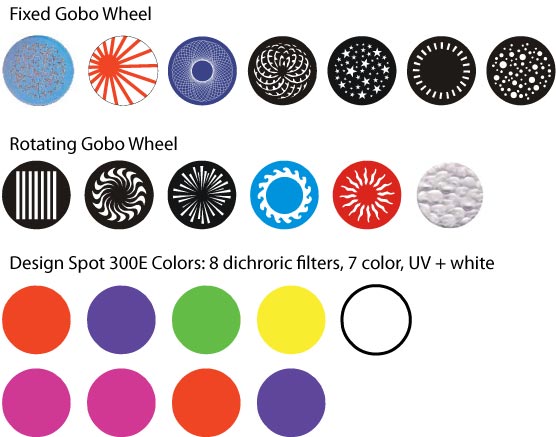 Fixed Gobo Wheel
Rotating Gobo Wheel
Design Spot 300E Colors: 8 dichroric filters, 7 color, UV + white